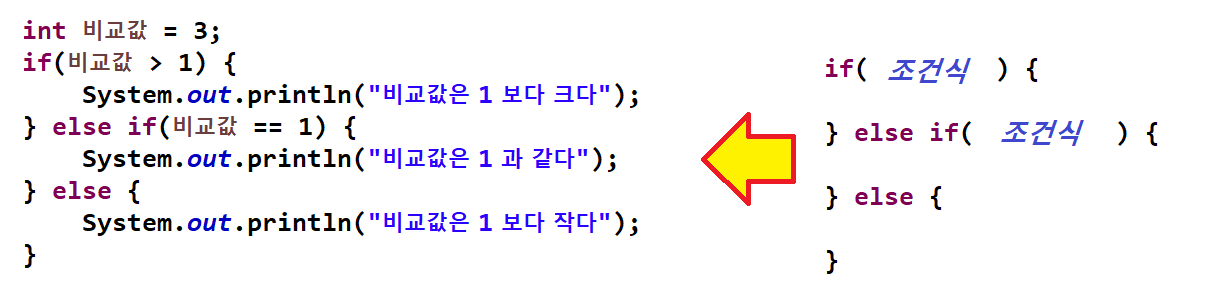 int 비교값 = 3;
if(비교값 > 1) {
    System.out.println("비교값은 1 보다 크다");
} else if(비교값 == 1) {
    System.out.println("비교값은 1 과 같다");
} else {
    System.out.println("비교값은 1 보다 작다");
}
if( 조건식 ) {
} else if( 조건식 ) {
} else {
}